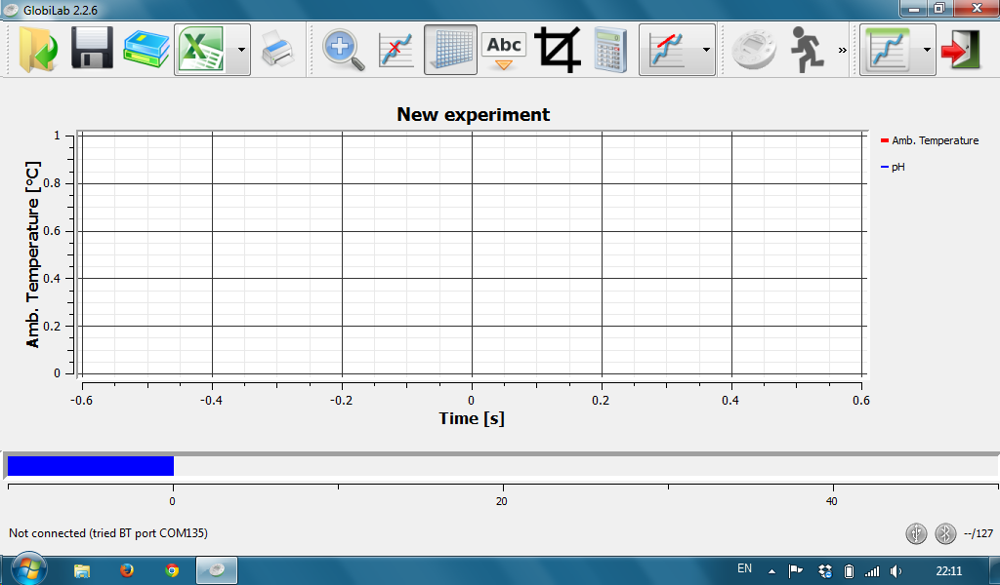 GlobiLab 2.2.6
Abc
»
New experiment
Amb. Temperature [°C]
1
0.8
0.6
0.4
0.2
0
-0.6 -0.4 -0.2 0 0.2 0.4 0.6
Time [s]
Amb. Temperature
pH
0 20 40
Not connected (tried BT port COM135)
--/127
EN
22:11